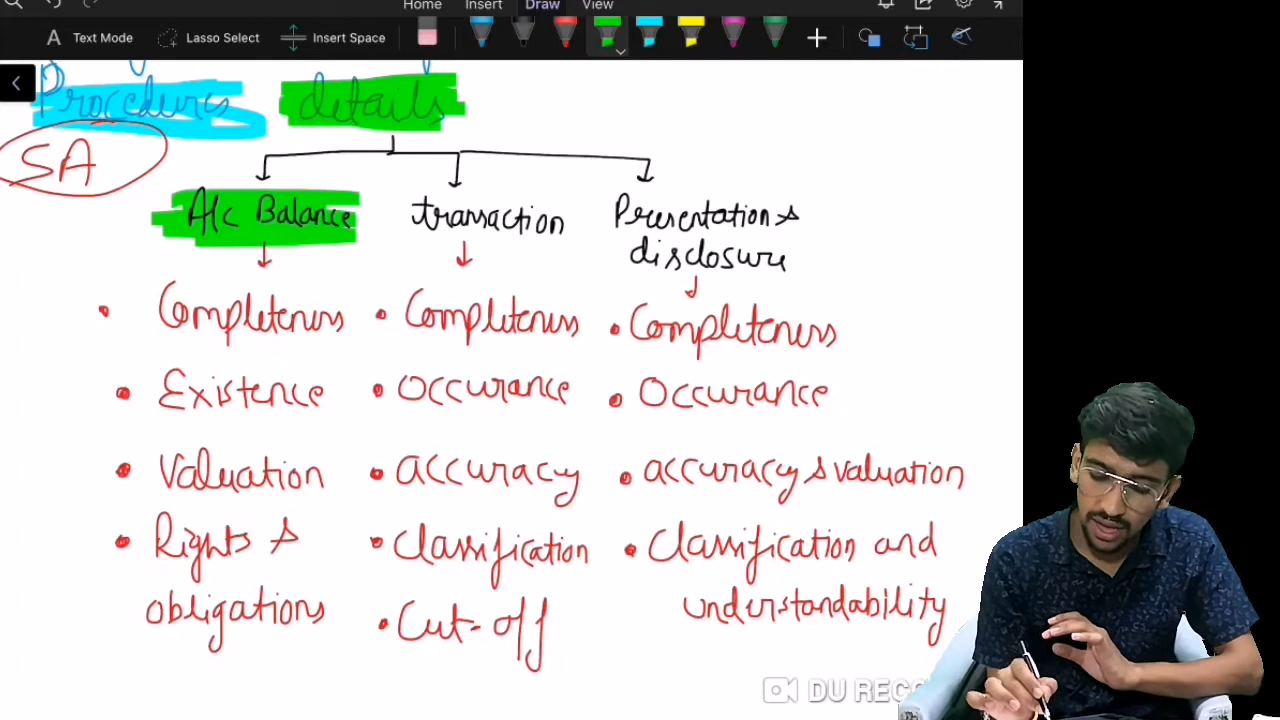 Home Insert Draw View
Text Mode Lasso Select Insert Space
Procedures details
SA
A/c Balance transaction Presentation &
disclosure
• Completeness • Completeness • Completeness
• Existence • Occurance • Occurance
• Valuation • accuracy • accuracy & valuation
• Rights & • Classification • Classification and
obligations understandability
• Cut-off
DU REC